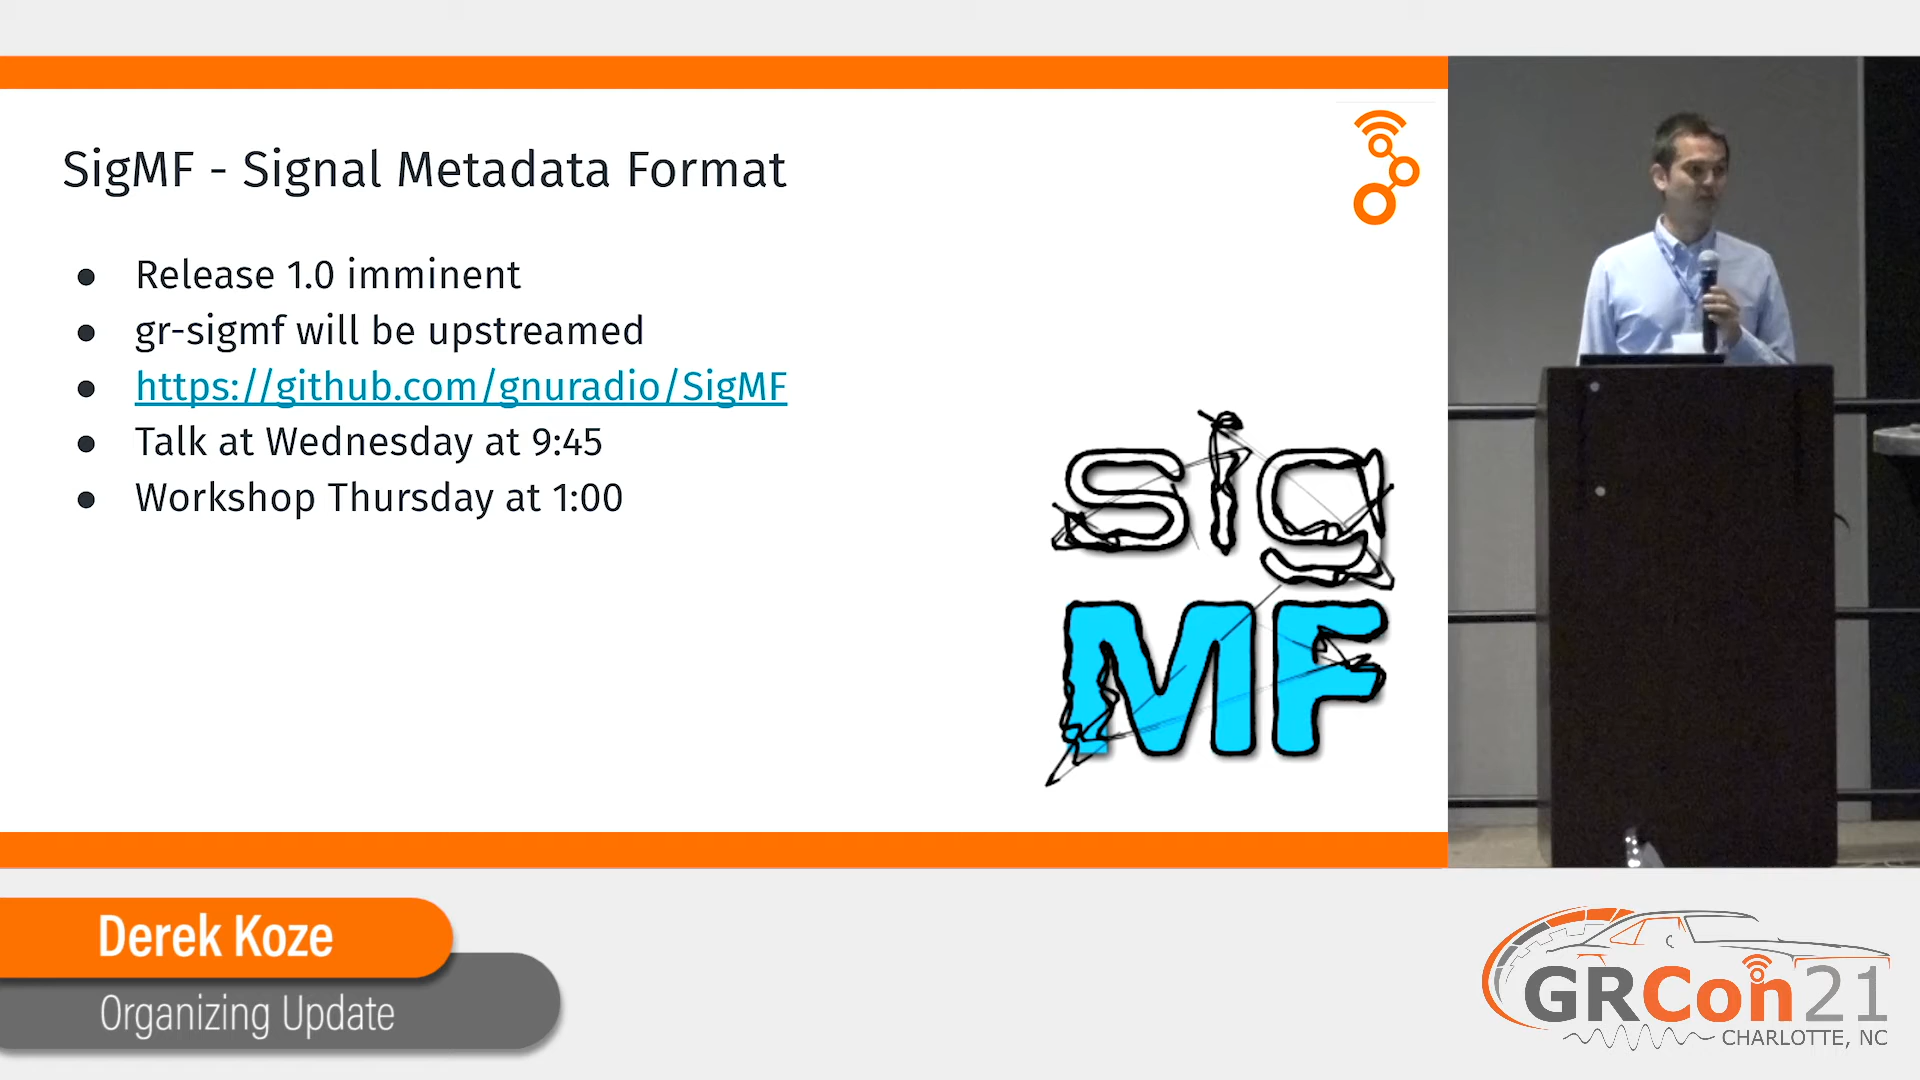 SigMF - Signal Metadata Format
● Release 1.0 imminent
● gr-sigmf will be upstreamed
● https://github.com/gnuradio/SigMF
● Talk at Wednesday at 9:45
● Workshop Thursday at 1:00
sig
MF
Derek Koze
Organizing Update
GRCon21
CHARLOTTE, NC